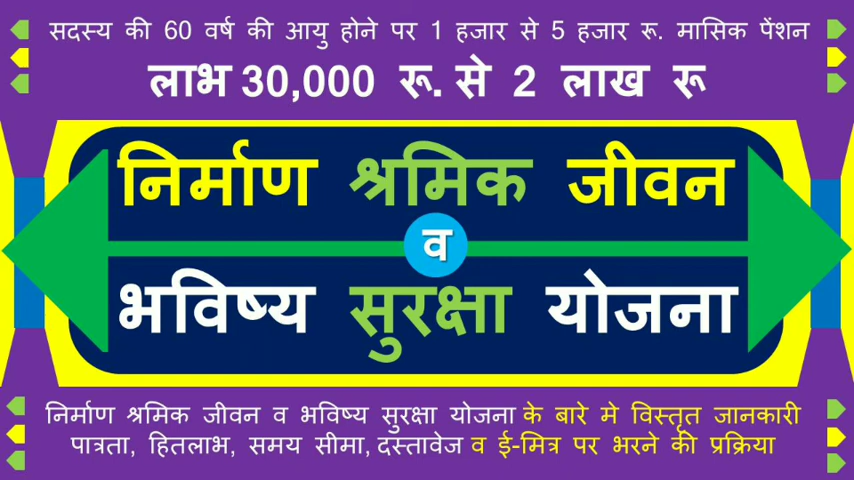 सदस्य की 60 वर्ष की आयु होने पर 1 हजार से 5 हजार रू. मासिक पेंशन
लाभ 30,000 रू. से 2 लाख रू
निर्माण श्रमिक जीवन
व
भविष्य सुरक्षा योजना
निर्माण श्रमिक जीवन व भविष्य सुरक्षा योजना के बारे मे विस्तृत जानकारी
पात्रता, हितलाभ, समय सीमा, दस्तावेज व ई-मित्र पर भरने की प्रक्रिया